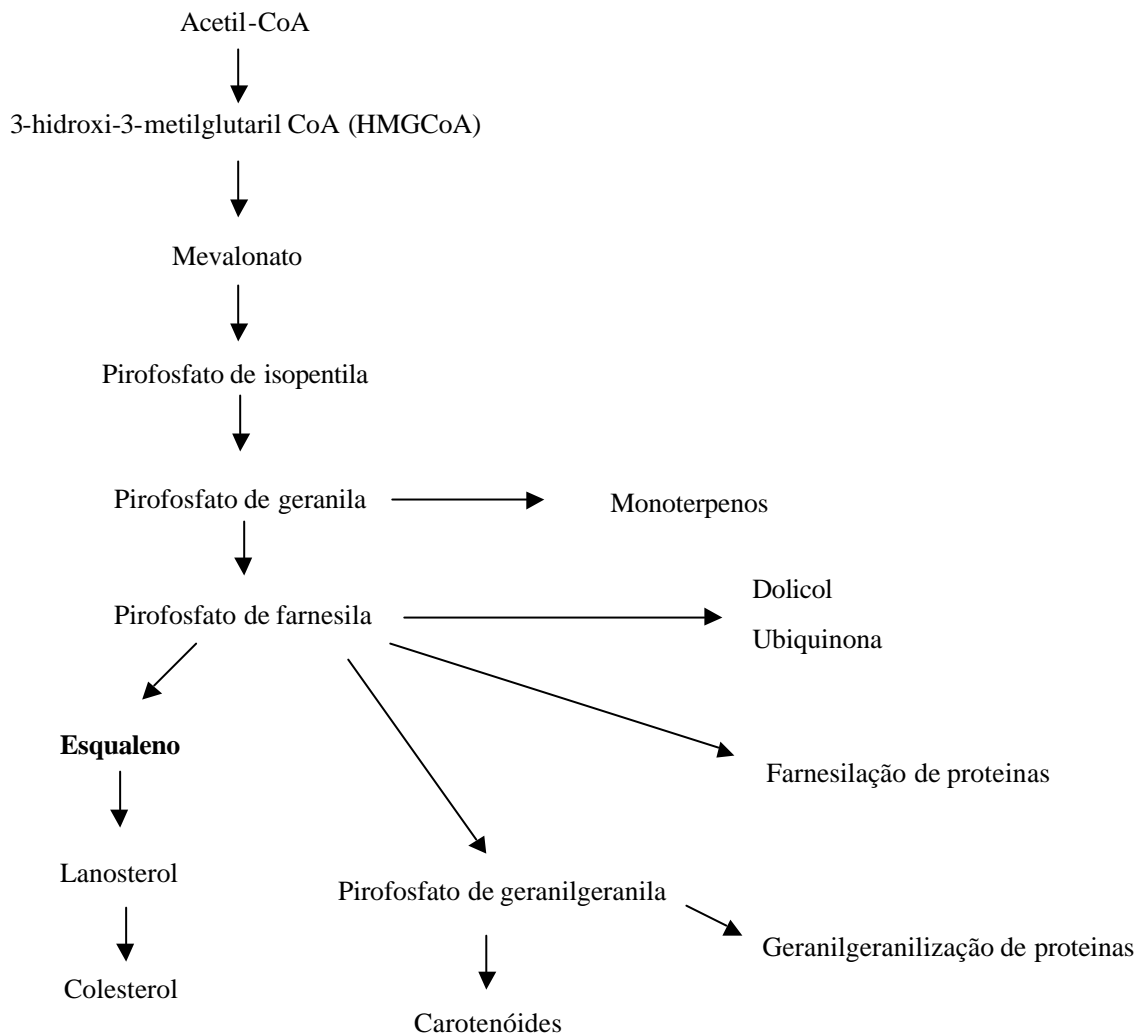 Acetil-CoA
3-hidroxi-3-metilglutaril CoA (HMGCoA)
Mevalonato
Pirofosfato de isopentila
Pirofosfato de geranila
Monoterpenos
Pirofosfato de farnesila
Dolicol
Ubiquinona
Esqualeno
Farnesilação de proteinas
Lanosterol
Pirofosfato de geranilgeranila
Geranilgeranilização de proteinas
Colesterol
Carotenóides